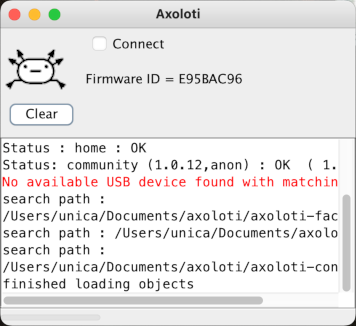 Axoloti
Connect
Firmware ID = E95BAC96
Clear
Status : home : OK
Status: community (1.0.12,anon) : OK ( 1.
No available USB device found with matchin
search path :
/Users/unica/Documents/axoloti/axoloti-fac
search path : /Users/unica/Documents/axolo
search path :
/Users/unica/Documents/axoloti/axoloti-con
finished loading objects